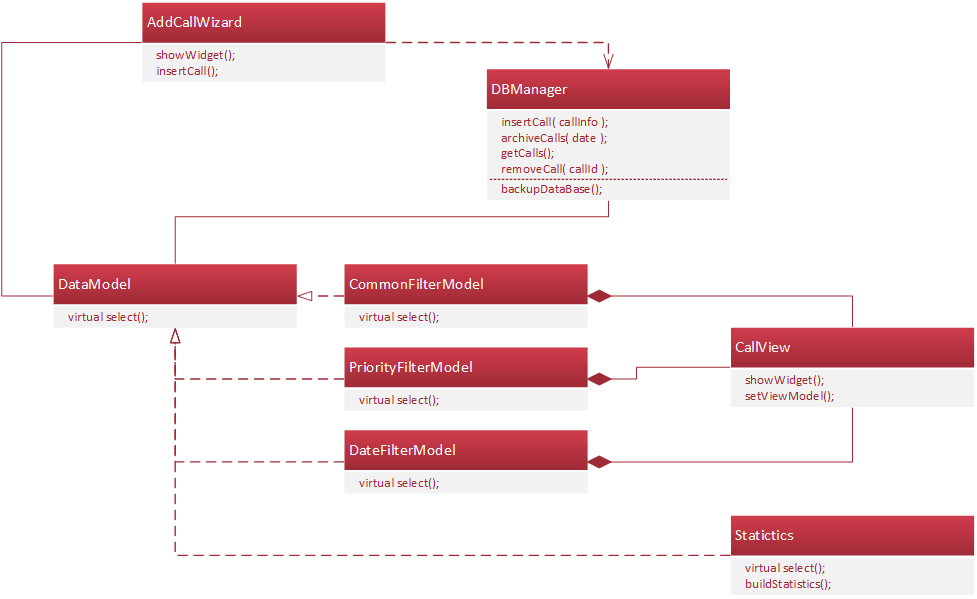 AddCallWizard
showWidget();
insertCall();
DBManager
insertCall( callInfo );
archiveCalls( date );
getCalls();
removeCall( callId );
backupDataBase();
DataModel
virtual select();
CommonFilterModel
virtual select();
PriorityFilterModel
virtual select();
CallView
showWidget();
setViewModel();
DateFilterModel
virtual select();
Statictics
virtual select();
buildStatistics();